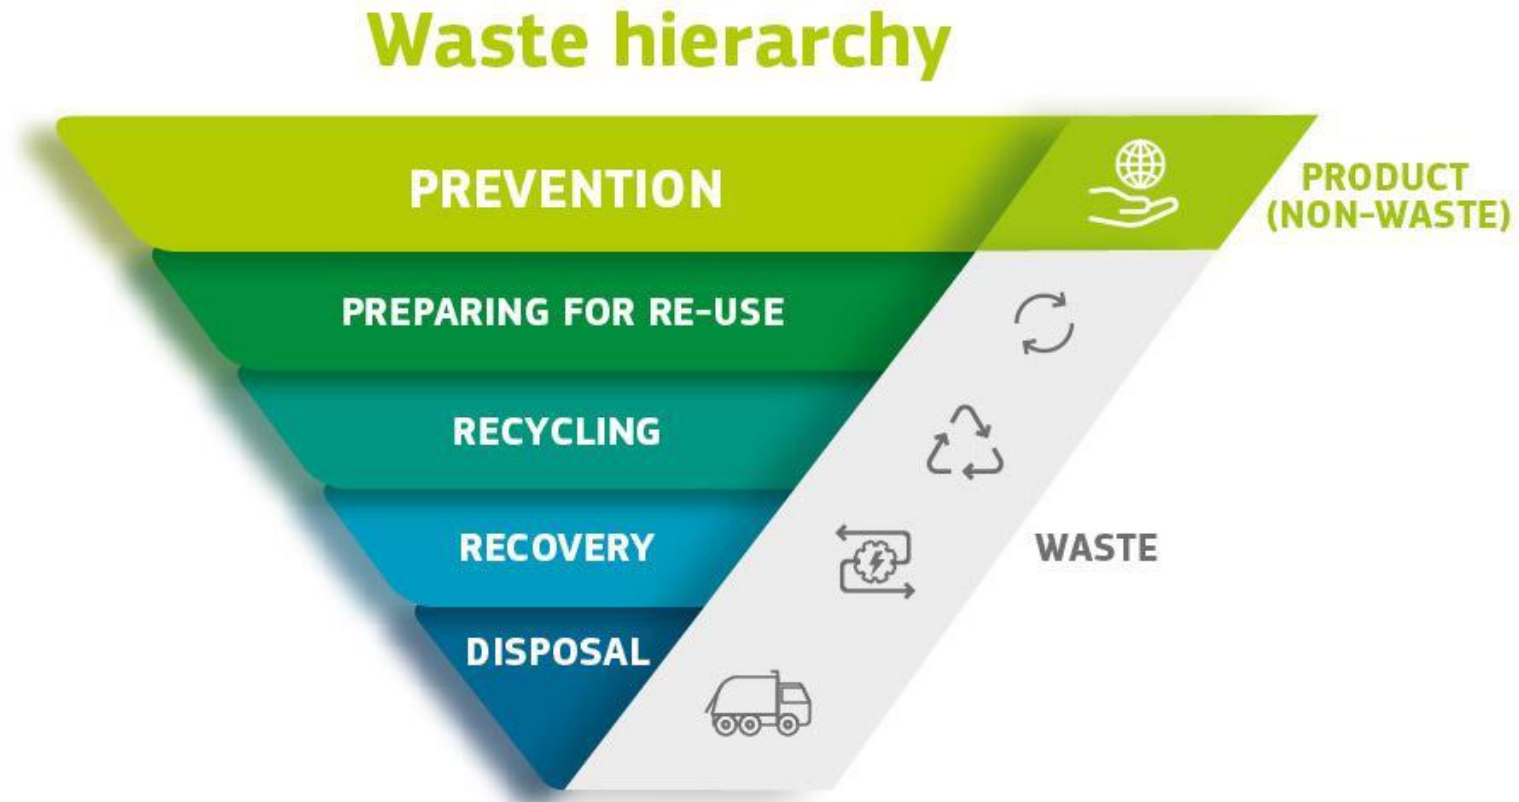 Waste hierarchy
PREVENTION
PRODUCT
(NON-WASTE)
PREPARING FOR RE-USE
RECYCLING
RECOVERY
WASTE
DISPOSAL